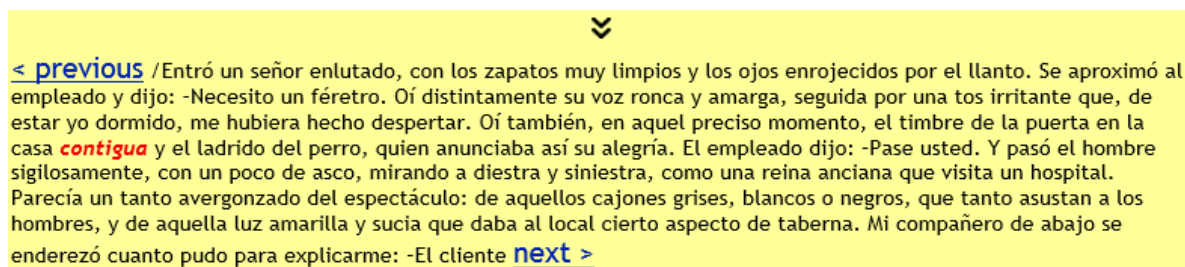 < previous /Entró un señor enlutado, con los zapatos muy limpios y los ojos enrojecidos por el llanto. Se aproximó al
empleado y dijo: -Necesito un féretro. Oí distintamente su voz ronca y amarga, seguida por una tos irritante que, de
estar yo dormido, me hubiera hecho despertar. Oí también, en aquel preciso momento, el timbre de la puerta en la
casa contigua y el ladrido del perro, quien anunciaba así su alegría. El empleado dijo: -Pase usted. Y pasó el hombre
sigilosamente, con un poco de asco, mirando a diestra y siniestra, como una reina anciana que visita un hospital.
Parecía un tanto avergonzado del espectáculo: de aquellos cajones grises, blancos o negros, que tanto asustan a los
hombres, y de aquella luz amarilla y sucia que daba al local cierto aspecto de taberna. Mi compañero de abajo se
enderezó cuanto pudo para explicarme: -El cliente next >